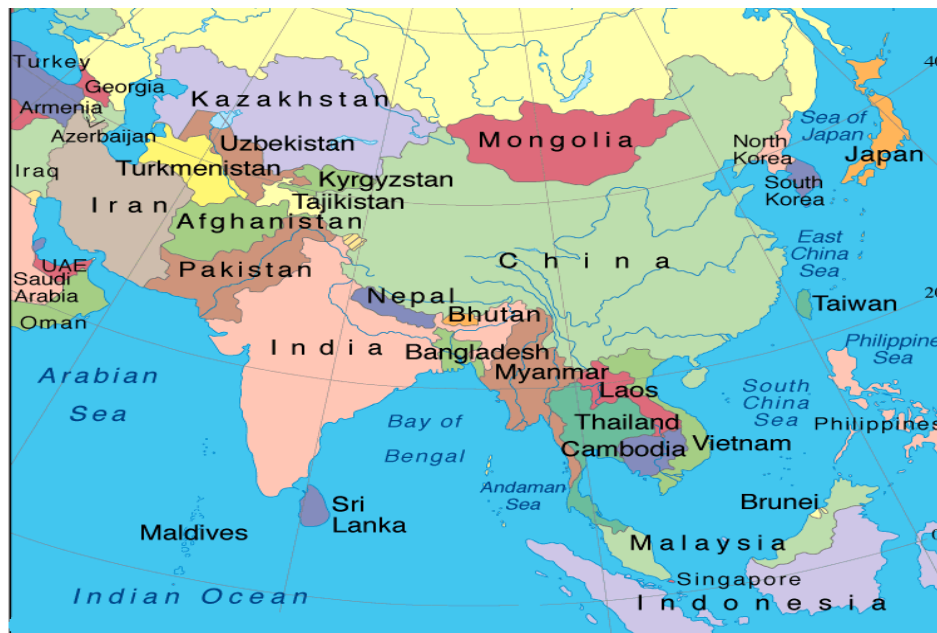 Turkey
Georgia
Armenia
Azerbaijan
Kazakhstan
Uzbekistan
Turkmenistan
Kyrgyzstan
Tajikistan
Mongolia
North
Korea
South
Korea
Sea of
Japan
Japan
40
Iraq
Iran
Afghanistan
Pakistan
China
East
China
Sea
UAE
Saudi
Arabia
Oman
Nepal
Bhutan
India
Bangladesh
Myanmar
Laos
Thailand
Cambodia
Vietnam
Taiwan
20
Philippine
Sea
South
China
Sea
Philippines
Arabian
Sea
Bay of
Bengal
Andaman
Sea
Sri
Lanka
Maldives
Brunei
Malaysia
Singapore
Indonesia
0
Indian Ocean